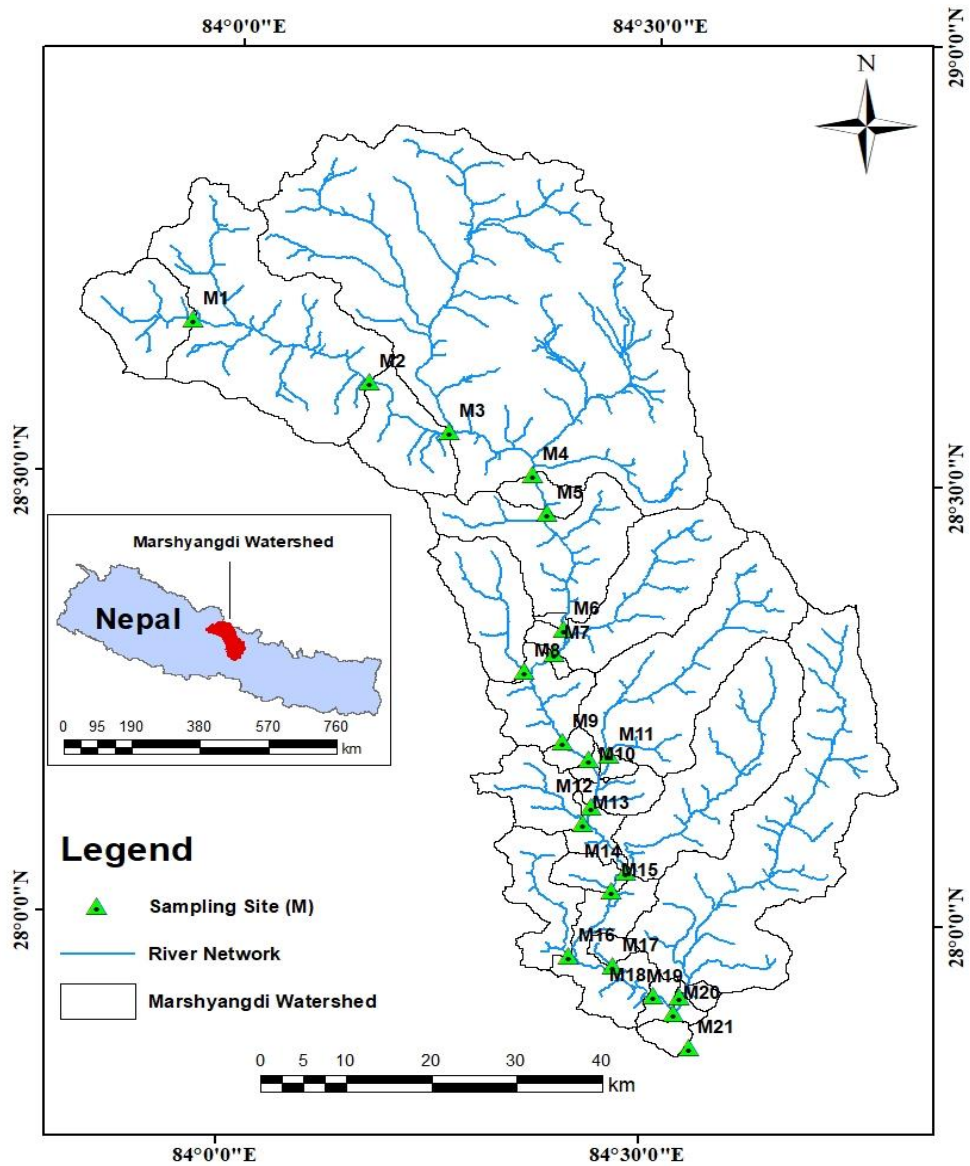 84°0'0"E 84°30'0"E
29°0'0"N
N
M1
M2
M3
M4
28°30'0"N
28°30'0"N
M5
Marshyangdi Watershed
Nepal
0 95 190 380 570 760
km
M6
M7
M8
M9
M11
M10
M12
M13
M14
M15
Legend
Sampling Site (M)
River Network
Marshyangdi Watershed
28°0'0"N
28°0'0"N
M16
M17
M18
M19
M20
M21
0 5 10 20 30 40
km
84°0'0"E 84°30'0"E